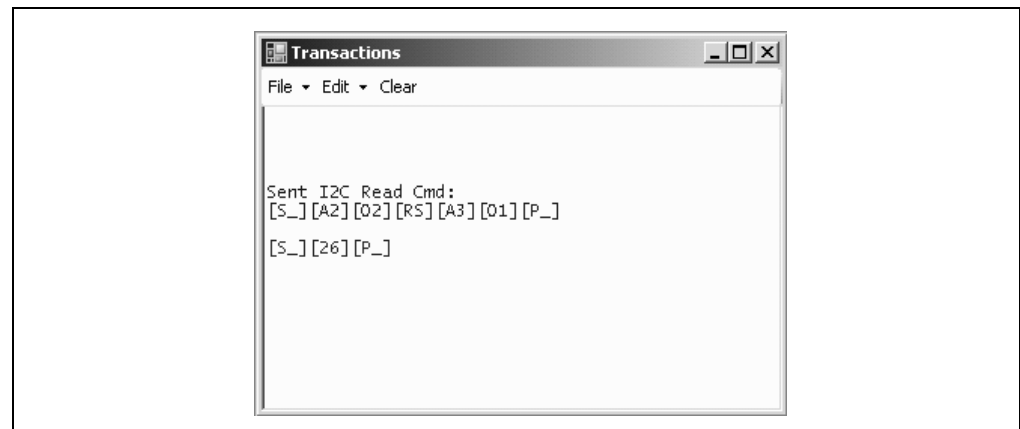 Transactions
File Edit Clear
Sent I2C Read Cmd:
[S_][A2][02][RS][A3][01][P_]
[S_][26][P_]